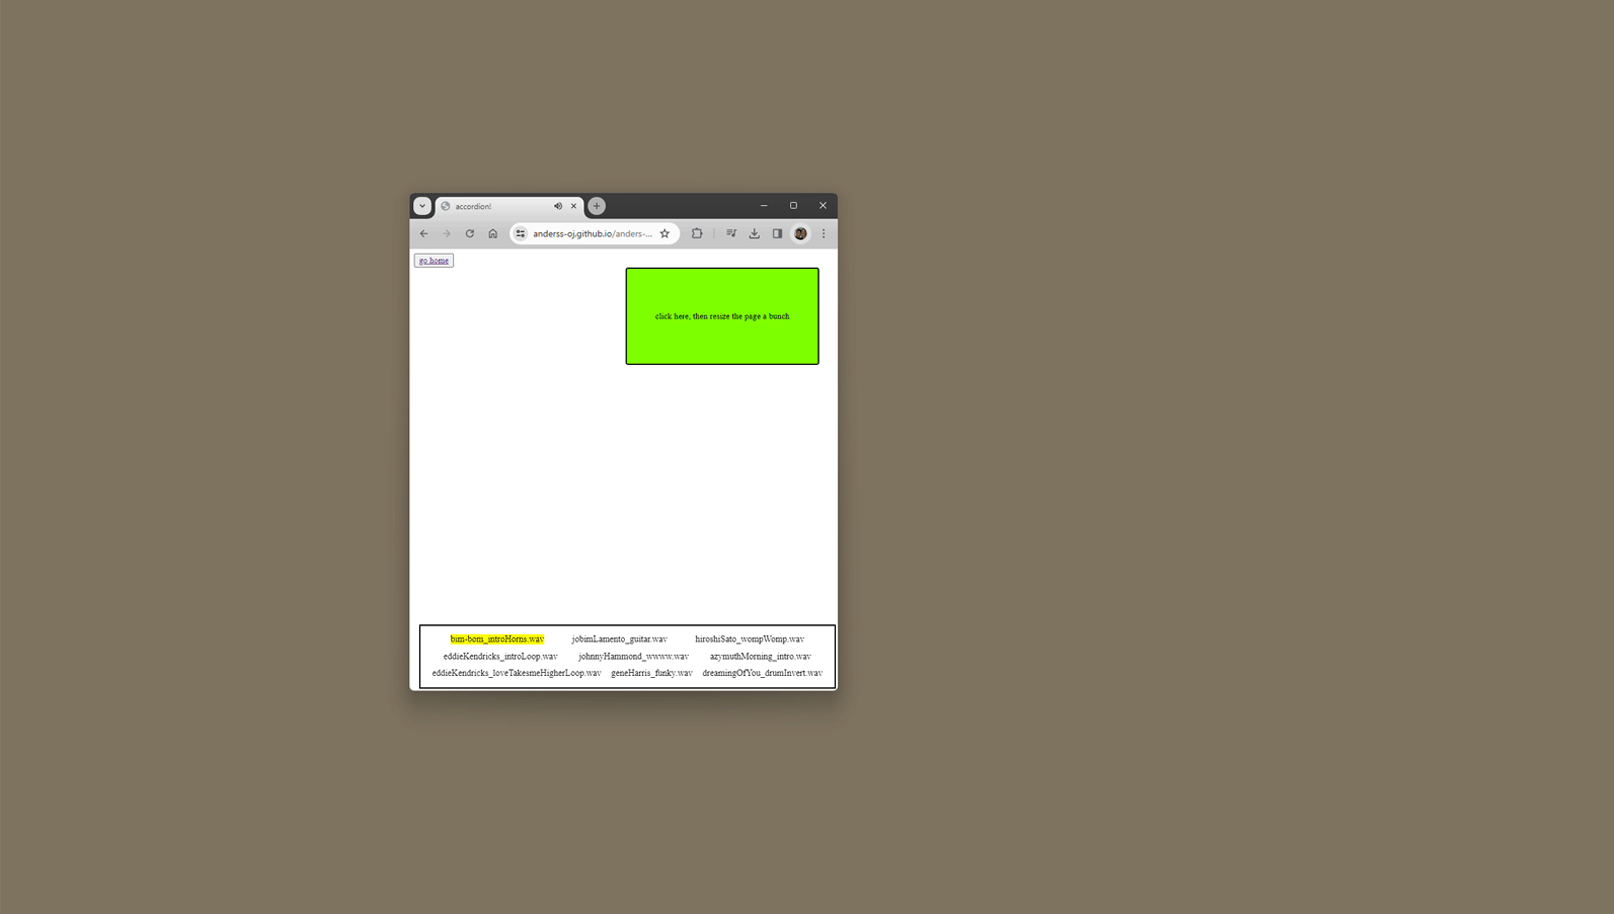 accordion!
anderss-oj.github.io/anders-...
go home
click here, then resize the page a bunch
bim-bom_introHorns.wav jobimLamento_guitar.wav hiroshiSato_wompWomp.wav
eddieKendricks_introLoop.wav johnnyHammond_wwww.wav azymuthMorning_intro.wav
eddieKendricks_loveTakesmeHigherLoop.wav geneHarris_funky.wav dreamingOfYou_drumInvert.wav